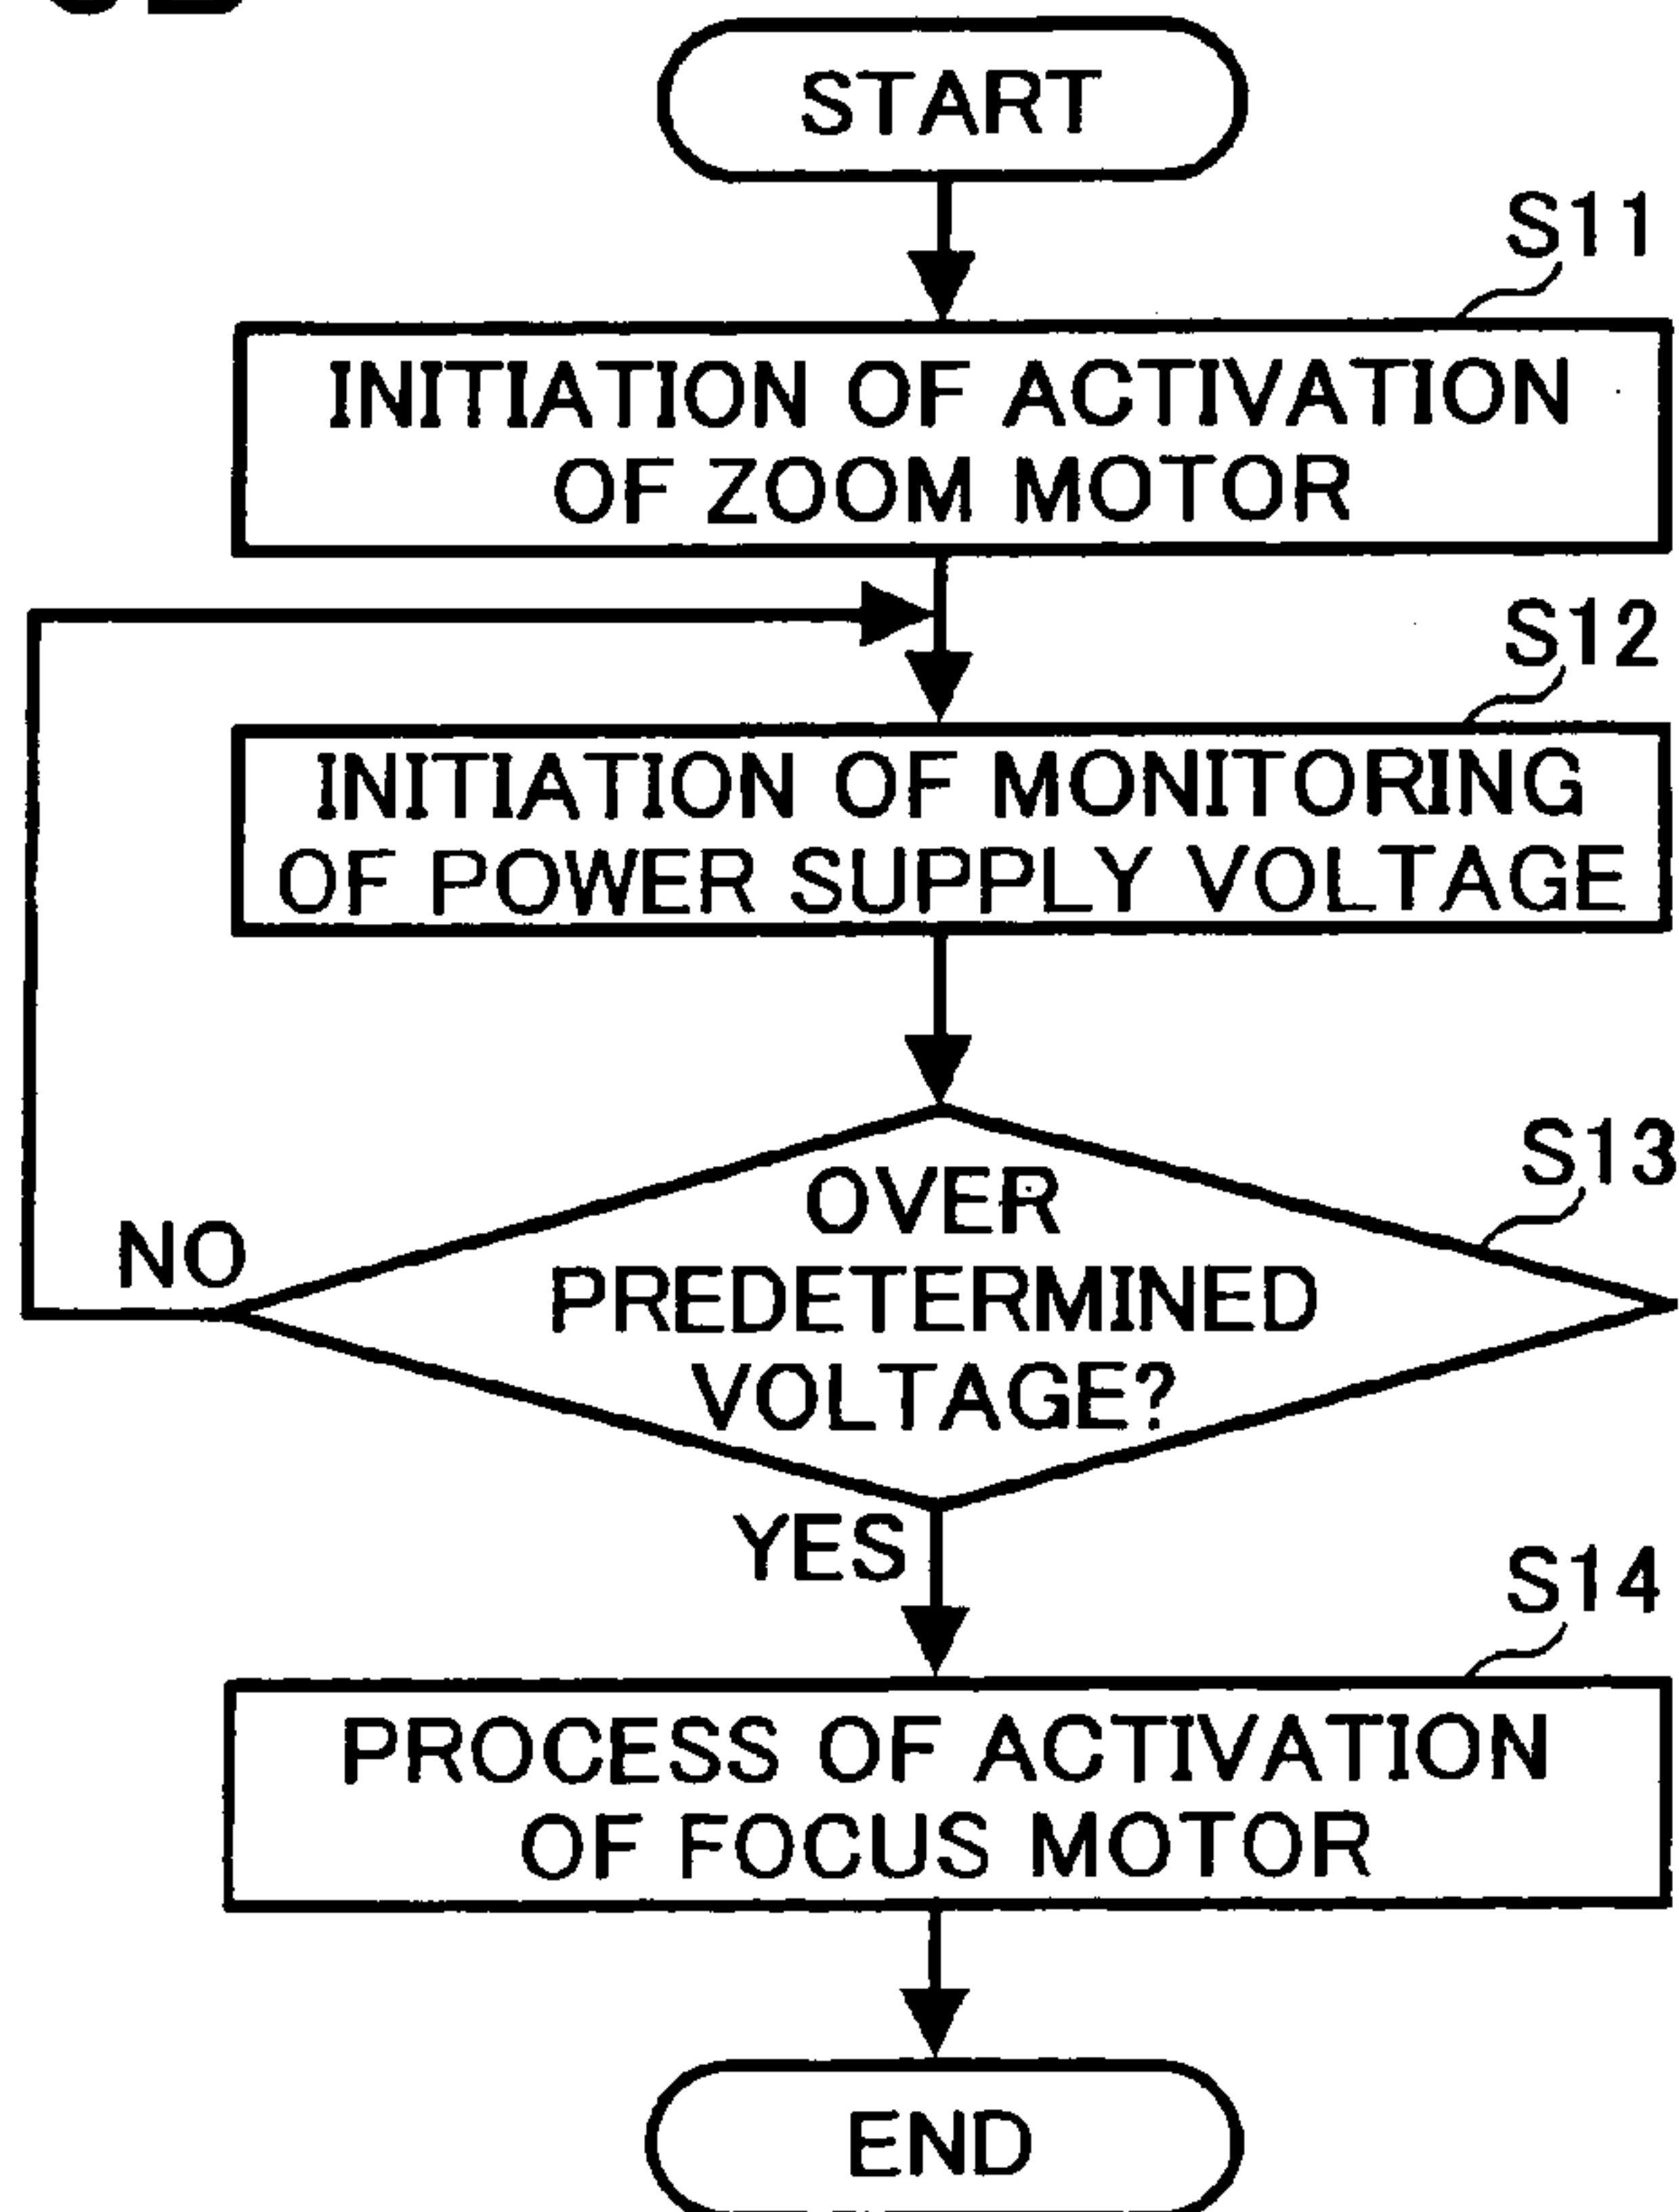 START
S11
INITIATION OF ACTIVATION
OF ZOOM MOTOR
S12
INITIATION OF MONITORING
OF POWER SUPPLY VOLTAGE
S13
OVER
PREDETERMINED
VOLTAGE?
NO
YES
S14
PROCESS OF ACTIVATION
OF FOCUS MOTOR
END